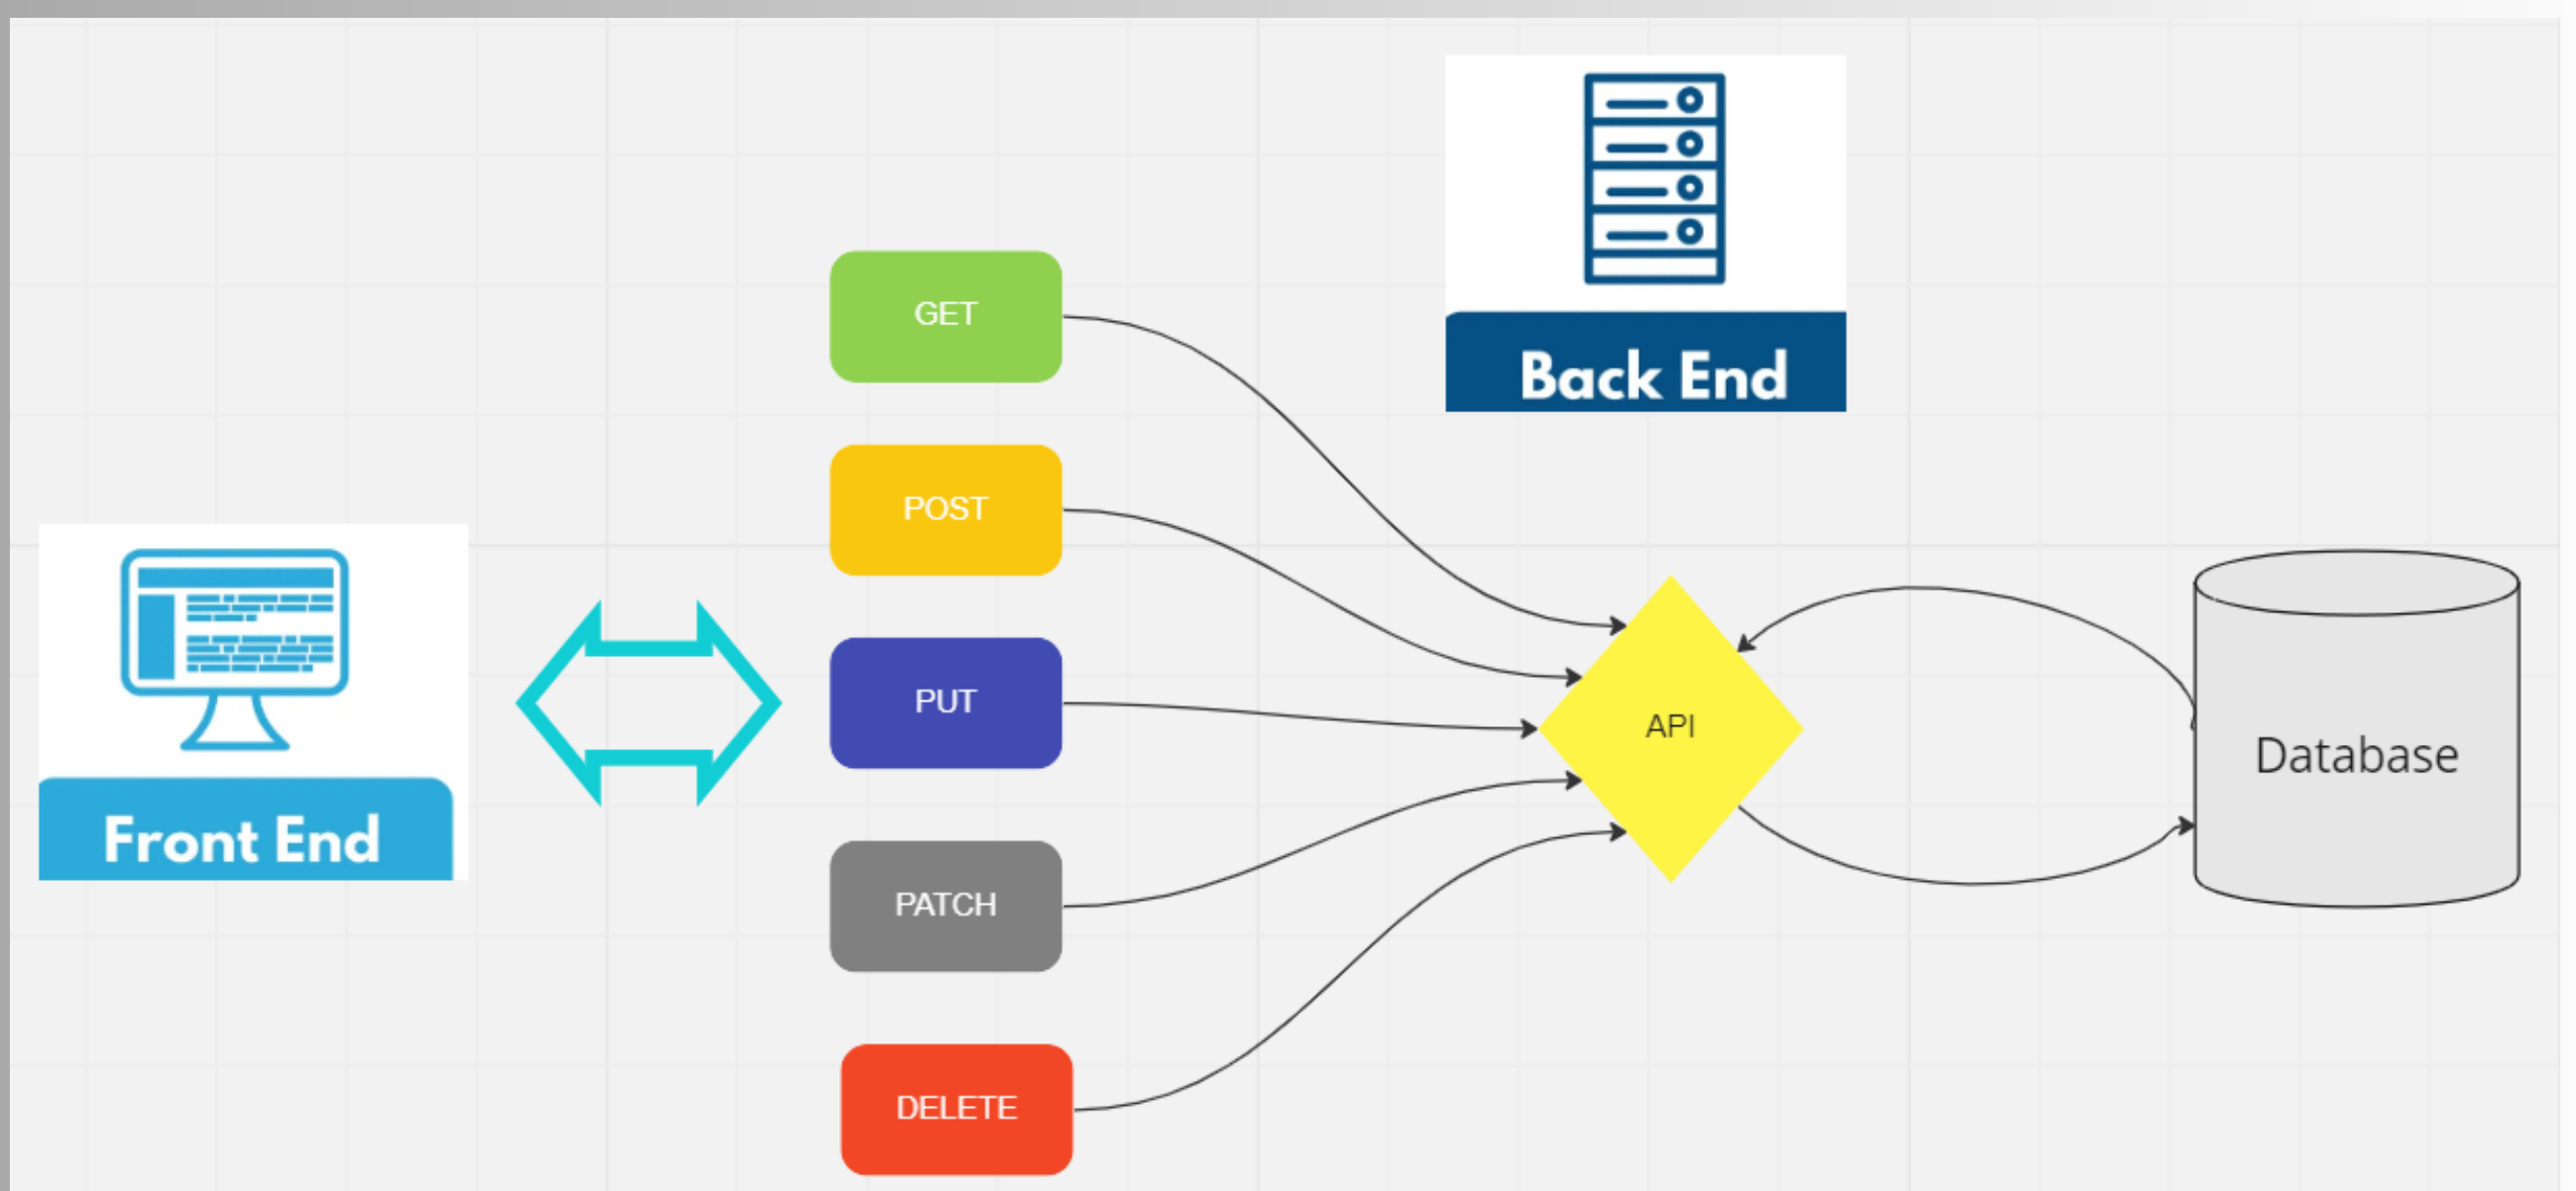 Back End
GET
POST
PUT
PATCH
DELETE
Front End
API
Database